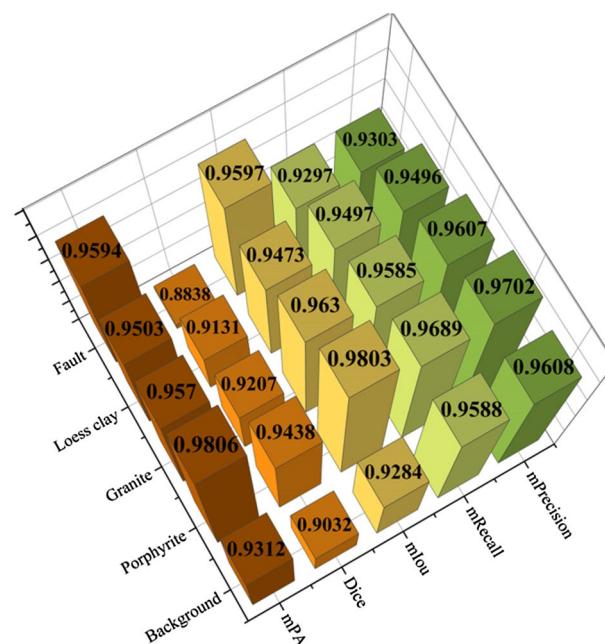 0.9594 0.8838 0.9597 0.9297 0.9303
0.9503 0.9131 0.9473 0.9497 0.9496
0.957 0.9207 0.963 0.9585 0.9607
0.9806 0.9438 0.9803 0.9689 0.9702
0.9312 0.9032 0.9284 0.9588 0.9608
Fault
Loess clay
Granite
Porphyrite
Background
mPA
Dice
mIou
mRecall
mPrecision